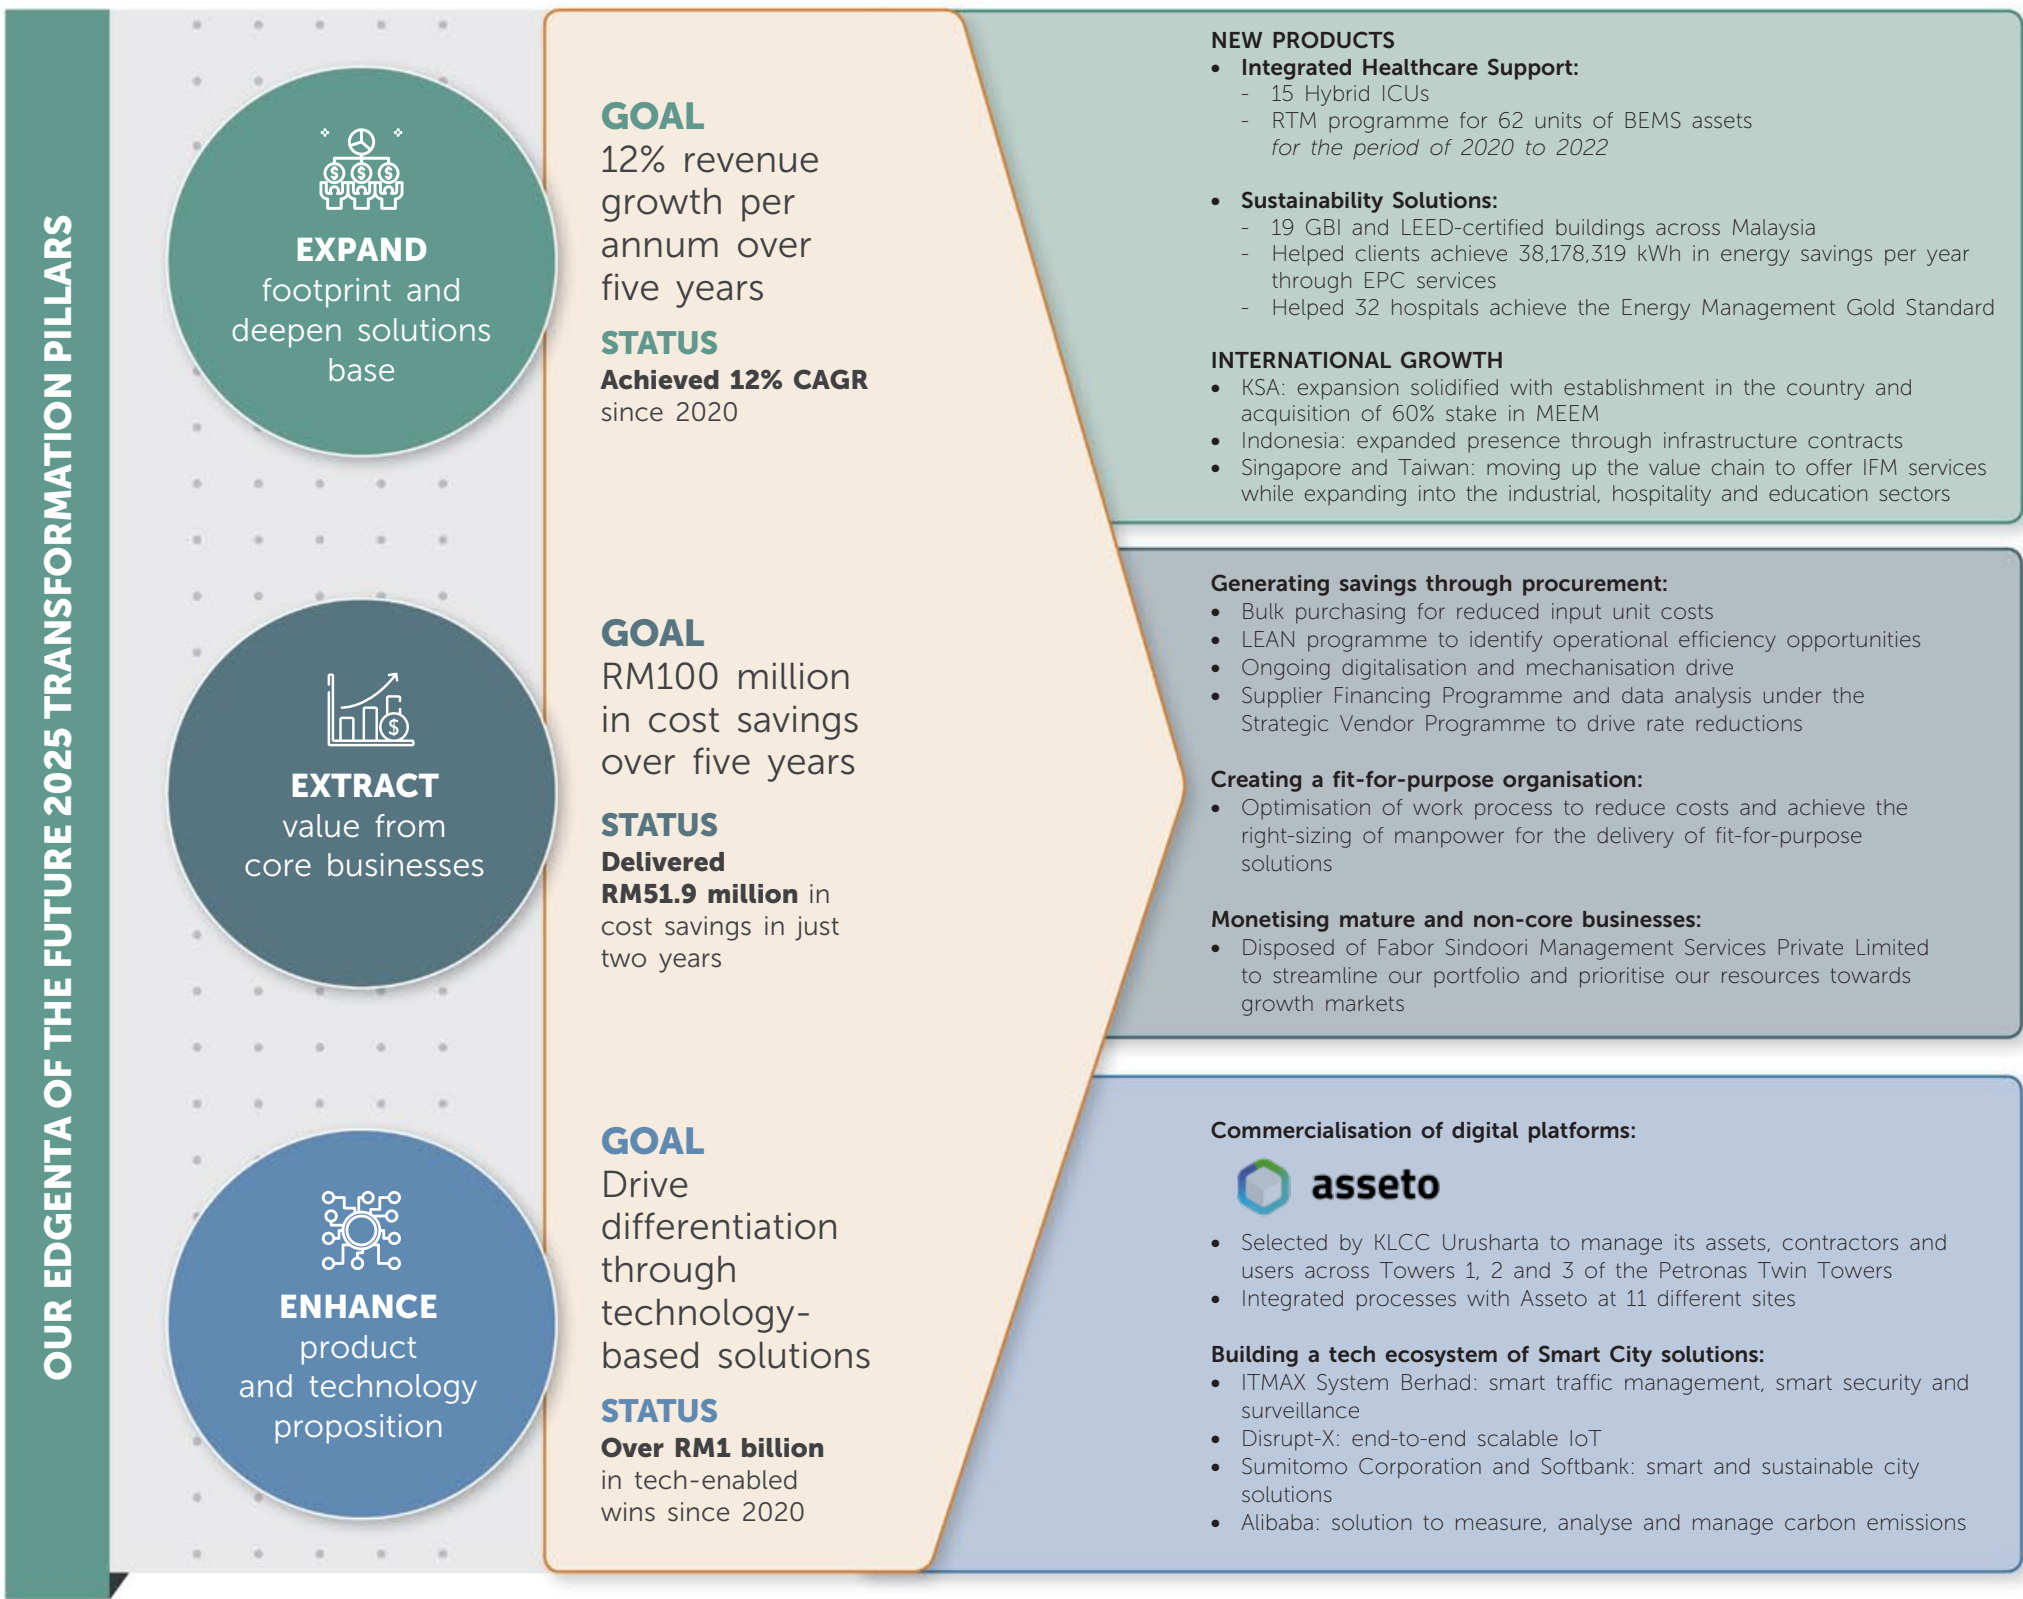 OUR EDGENTA OF THE FUTURE 2025 TRANSFORMATION PILLARS
EXPAND
footprint and
deepen solutions
base
GOAL
12% revenue
growth per
annum over
five years
STATUS
Achieved 12% CAGR
since 2020
NEW PRODUCTS
• Integrated Healthcare Support:
- 15 Hybrid ICUs
- RTM programme for 62 units of BEMS assets
for the period of 2020 to 2022
• Sustainability Solutions:
- 19 GBI and LEED-certified buildings across Malaysia
- Helped clients achieve 38,178,319 kWh in energy savings per year
through EPC services
- Helped 32 hospitals achieve the Energy Management Gold Standard
INTERNATIONAL GROWTH
• KSA: expansion solidified with establishment in the country and
acquisition of 60% stake in MEEM
• Indonesia: expanded presence through infrastructure contracts
• Singapore and Taiwan: moving up the value chain to offer IFM services
while expanding into the industrial, hospitality and education sectors
EXTRACT
value from
core businesses
GOAL
RM100 million
in cost savings
over five years
STATUS
Delivered
RM51.9 million in
cost savings in just
two years
Generating savings through procurement:
• Bulk purchasing for reduced input unit costs
• LEAN programme to identify operational efficiency opportunities
• Ongoing digitalisation and mechanisation drive
• Supplier Financing Programme and data analysis under the
Strategic Vendor Programme to drive rate reductions
Creating a fit-for-purpose organisation:
• Optimisation of work process to reduce costs and achieve the
right-sizing of manpower for the delivery of fit-for-purpose
solutions
Monetising mature and non-core businesses:
• Disposed of Fabor Sindoori Management Services Private Limited
to streamline our portfolio and prioritise our resources towards
growth markets
ENHANCE
product
and technology
proposition
GOAL
Drive
differentiation
through
technology-
based solutions
STATUS
Over RM1 billion
in tech-enabled
wins since 2020
Commercialisation of digital platforms:
asseto
• Selected by KLCC Urusharta to manage its assets, contractors and
users across Towers 1, 2 and 3 of the Petronas Twin Towers
• Integrated processes with Asseto at 11 different sites
Building a tech ecosystem of Smart City solutions:
• ITMAX System Berhad: smart traffic management, smart security and
surveillance
• Disrupt-X: end-to-end scalable IoT
• Sumitomo Corporation and Softbank: smart and sustainable city
solutions
• Alibaba: solution to measure, analyse and manage carbon emissions